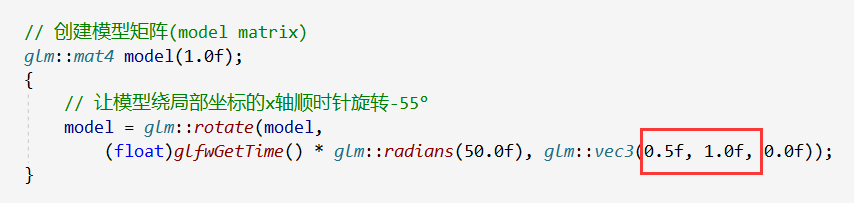 // 创建模型矩阵(model matrix)
glm::mat4 model(1.0f);
{
// 让模型绕局部坐标的x轴顺时针旋转-55°
model = glm::rotate(model,
(float)glfwGetTime() * glm::radians(50.0f), glm::vec3(0.5f, 1.0f, 0.0f));
}